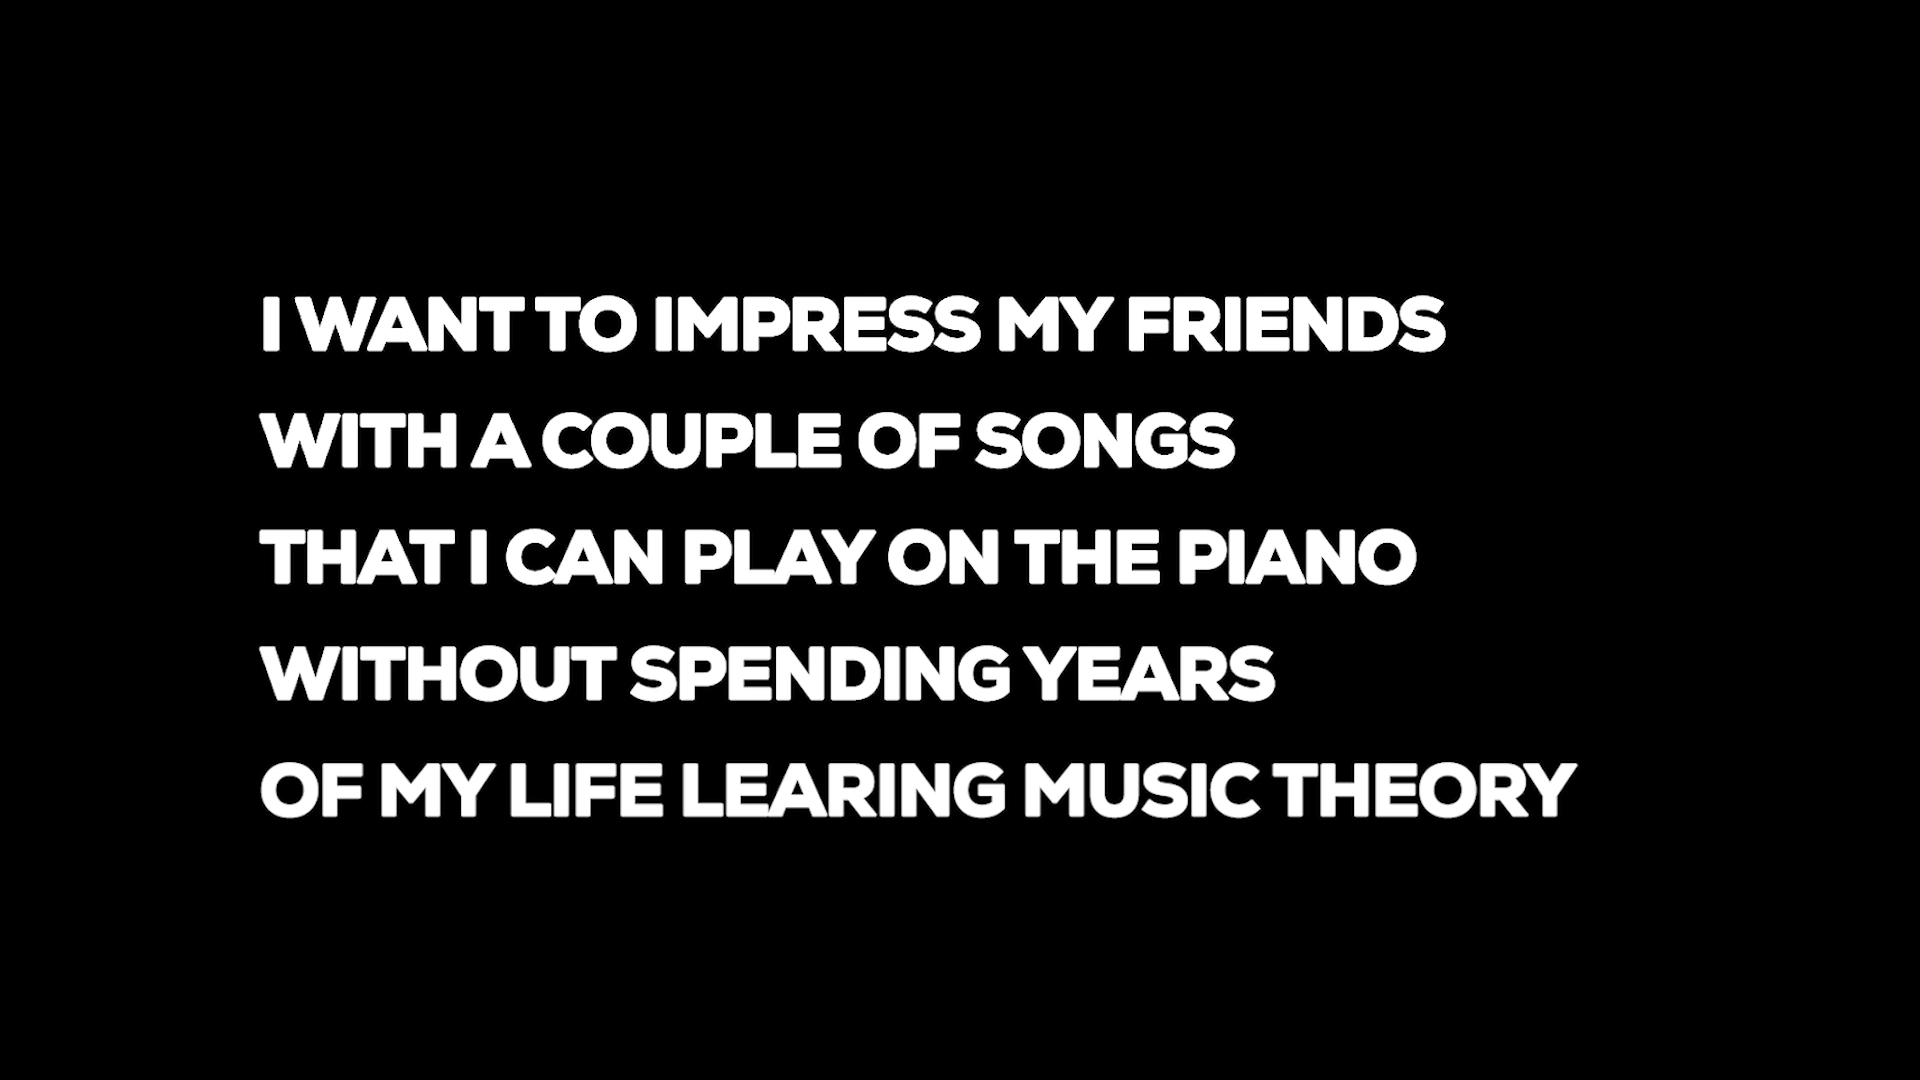 I WANT TO IMPRESS MY FRIENDS
WITH A COUPLE OF SONGS
THAT I CAN PLAY ON THE PIANO
WITHOUT SPENDING YEARS
OF MY LIFE LEARING MUSIC THEORY